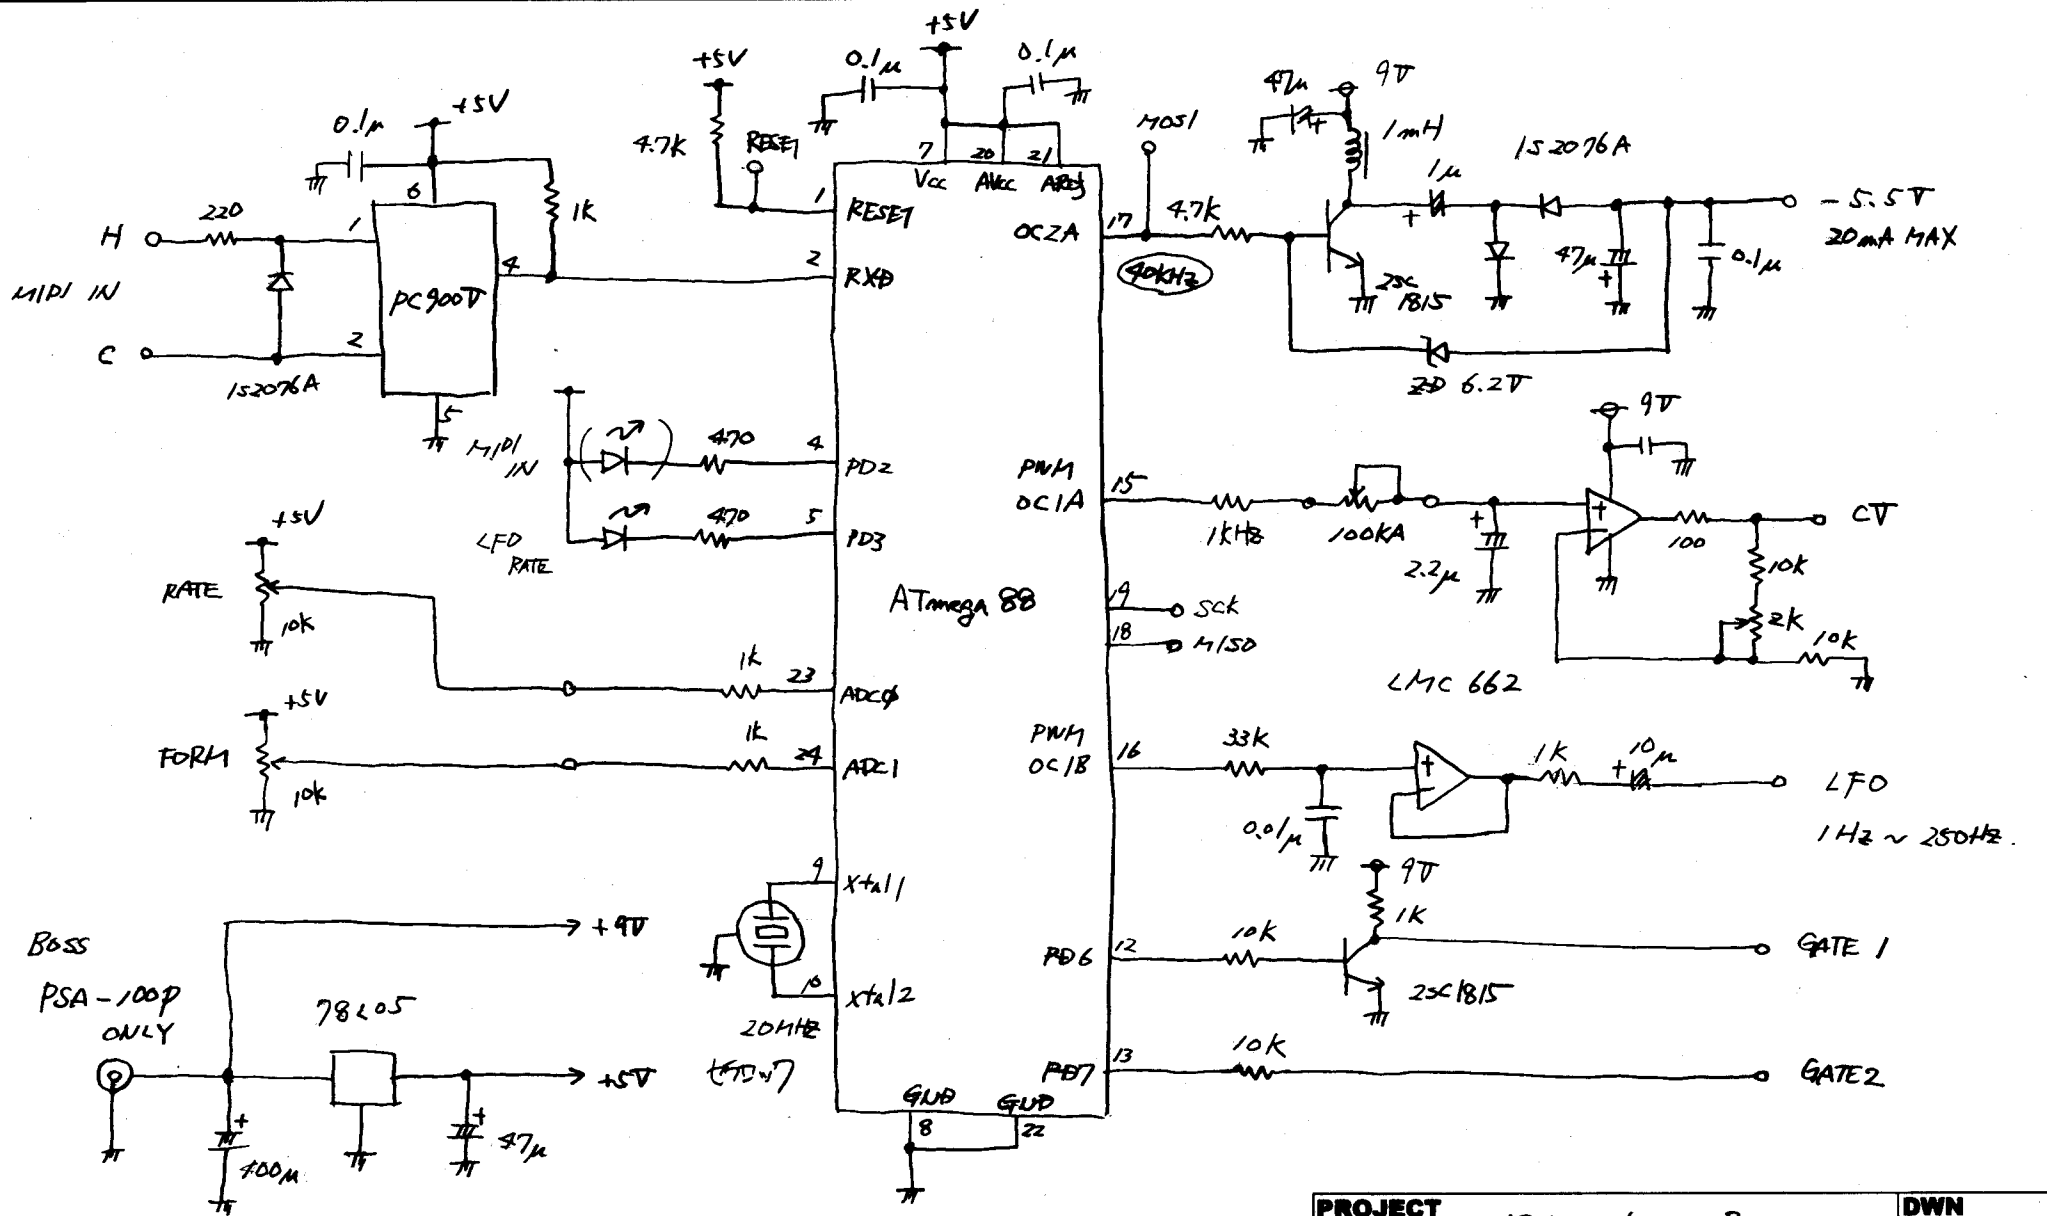 +5V
0.1μ
+5V
0.1μ
+5V
0.1μ
4.7K
RESET
7
20
21
Vcc
AVcc
ARef
1
RESET
MOSI
47μ
+
9V
1mH
1S2076A
1μ
+
-5.5V
20mA MAX
OC2A
17
4.7K
40KHz
2SC
1815
47μ
+
0.1μ
ZD 6.2V
H
220
1
6
1K
MIDI IN
PC900V
4
2
RXD
C
2
1S2076A
5
MIDI
IN
470
4
PD2
LFO
RATE
470
5
PD3
PWM
OC1A
15
1kHz
100KA
+
2.2μ
9V
+
100
CV
10K
2K
10K
LMC 662
+5V
RATE
10K
ATmega 88
19
SCK
18
MISO
1K
23
ADC0
+5V
FORM
10K
1K
24
ADC1
PWM
OC1B
16
33K
0.01μ
+
1K
10μ
+
LFO
1Hz ~ 250Hz.
9
Xtal1
10
Xtal2
20MHz
セラロック
PD6
12
10K
9V
1K
2SC1815
GATE 1
PD7
13
10K
GATE2
GND
GND
8
22
BOSS
PSA-100P
ONLY
+9V
78L05
+5V
+
+
47μ
PROJECT
DWN